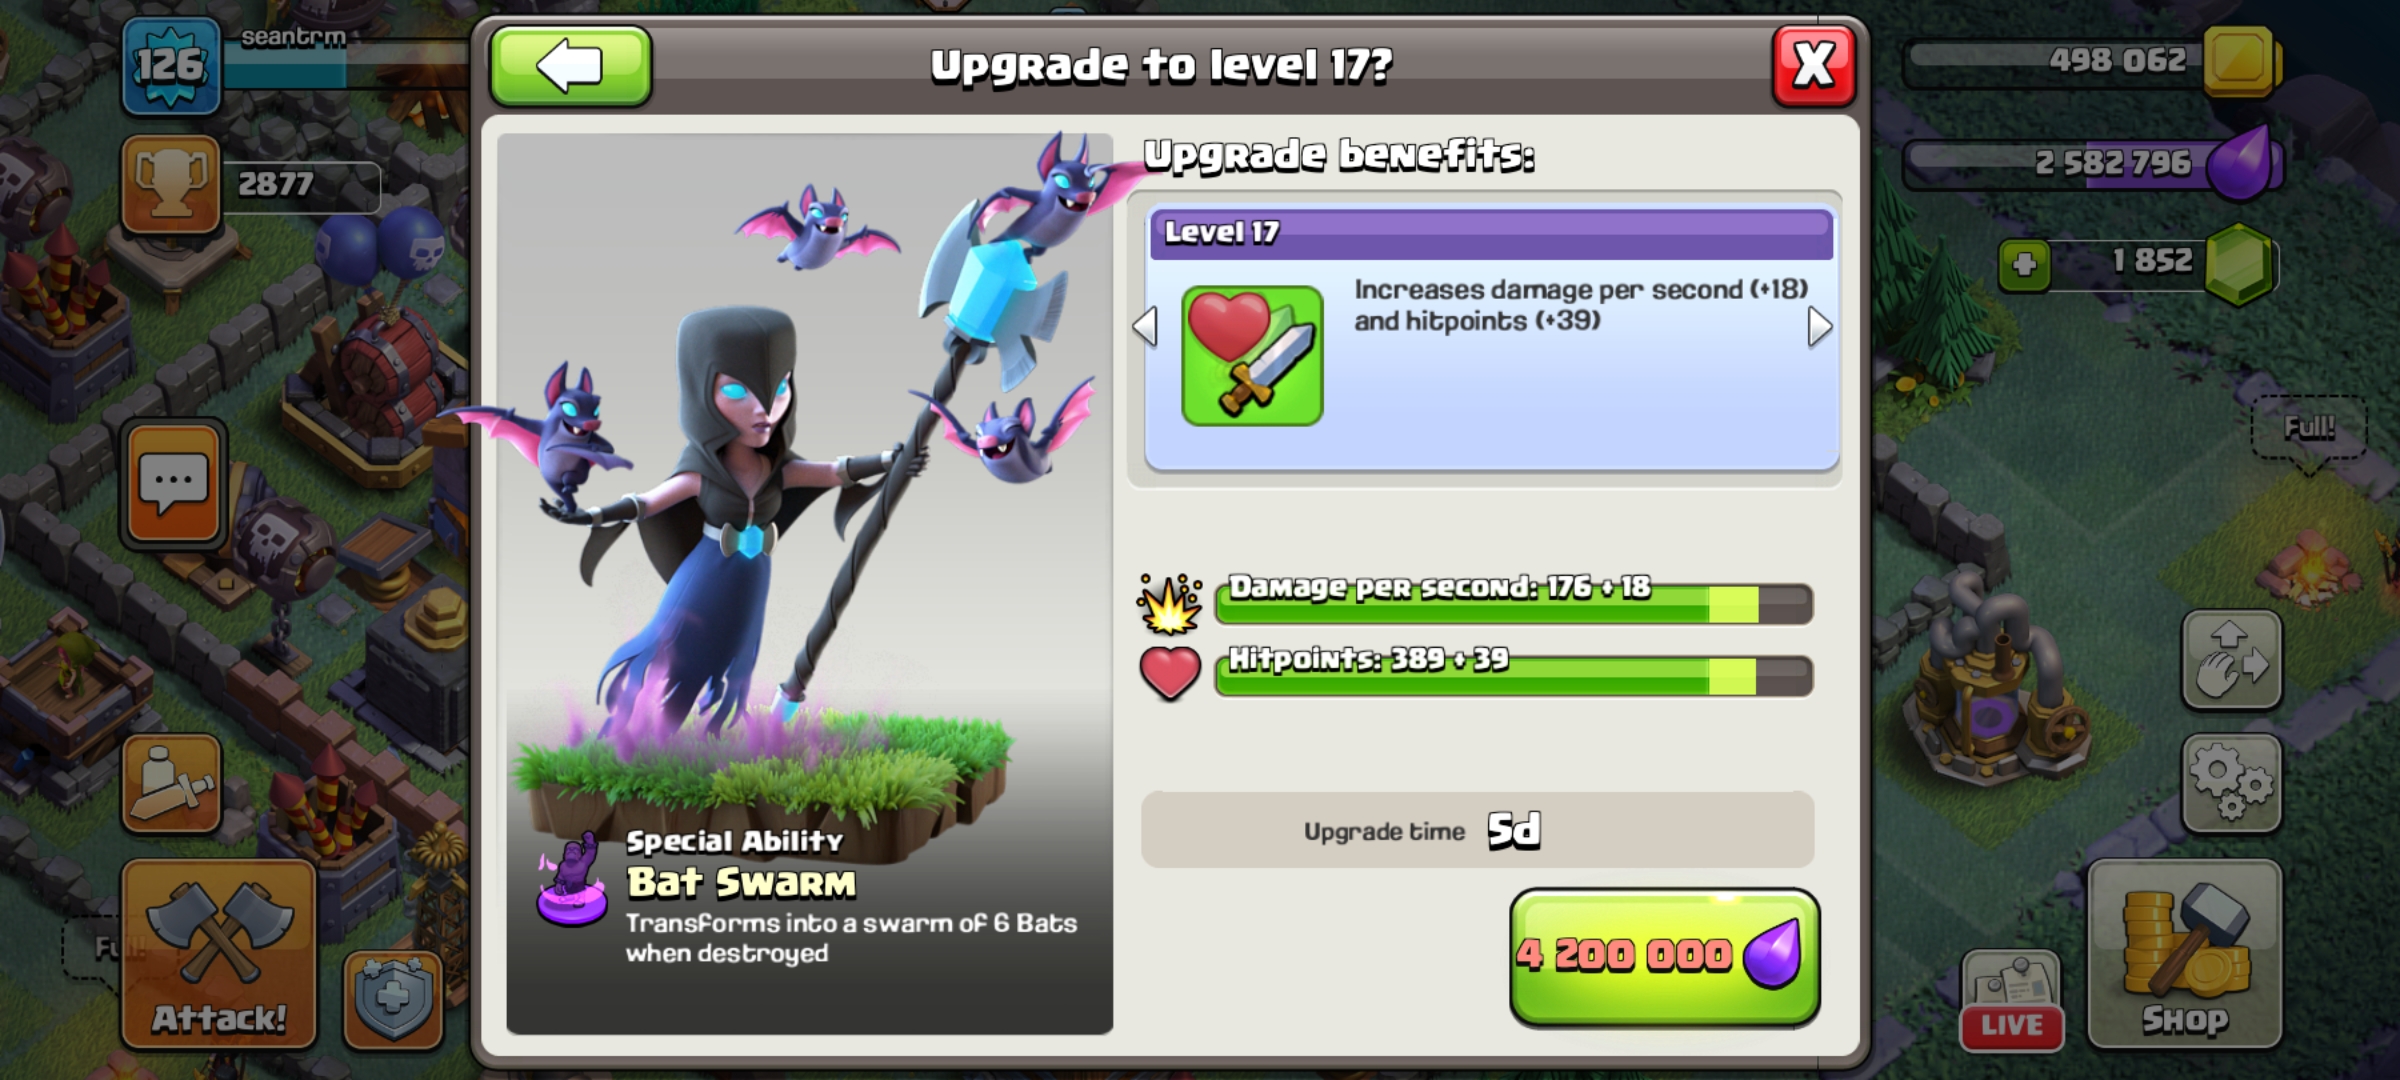 126
seantrm
2877
Attack!
Upgrade to level 17?
X
Special Ability
Bat Swarm
Transforms into a swarm of 6 Bats
when destroyed
Upgrade benefits:
Level 17
Increases damage per second (+18)
and hitpoints (+39)
Damage per second: 176 + 18
Hitpoints: 389 + 39
Upgrade time 5d
4 200 000
498 062
2 582 796
1 852
Full!
LIVE
Shop